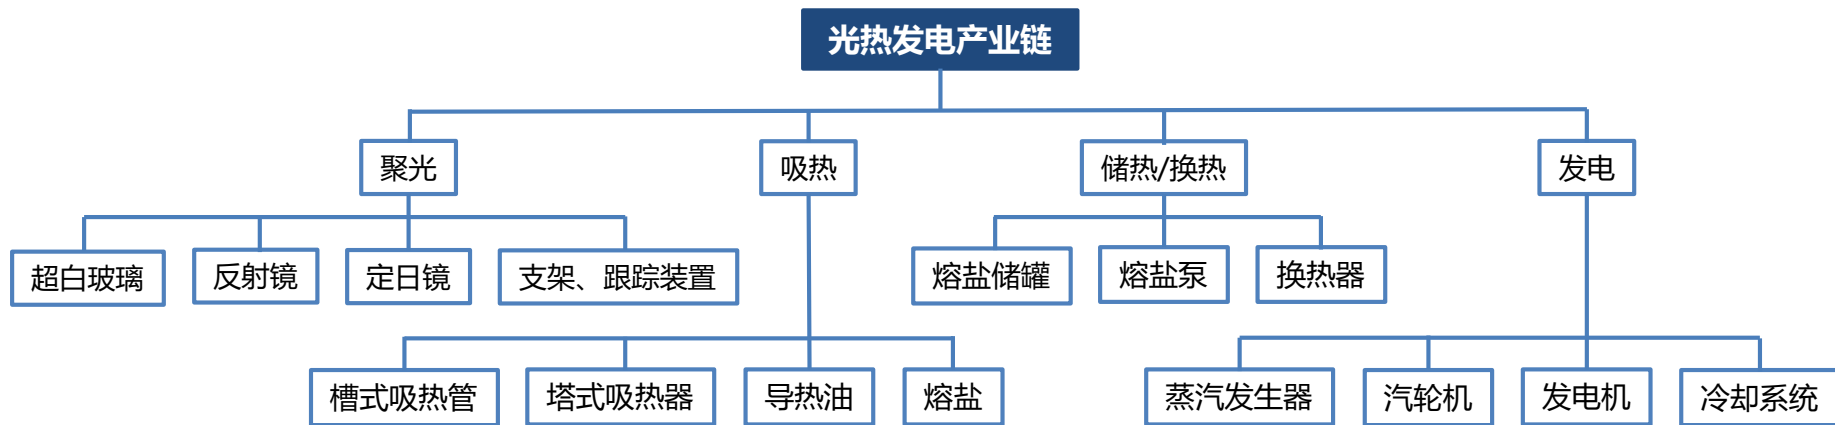 光热发电产业链
聚光
吸热
储热/换热
发电
超白玻璃
反射镜
定日镜
支架、跟踪装置
熔盐储罐
熔盐泵
换热器
槽式吸热管
塔式吸热器
导热油
熔盐
蒸汽发生器
汽轮机
发电机
冷却系统